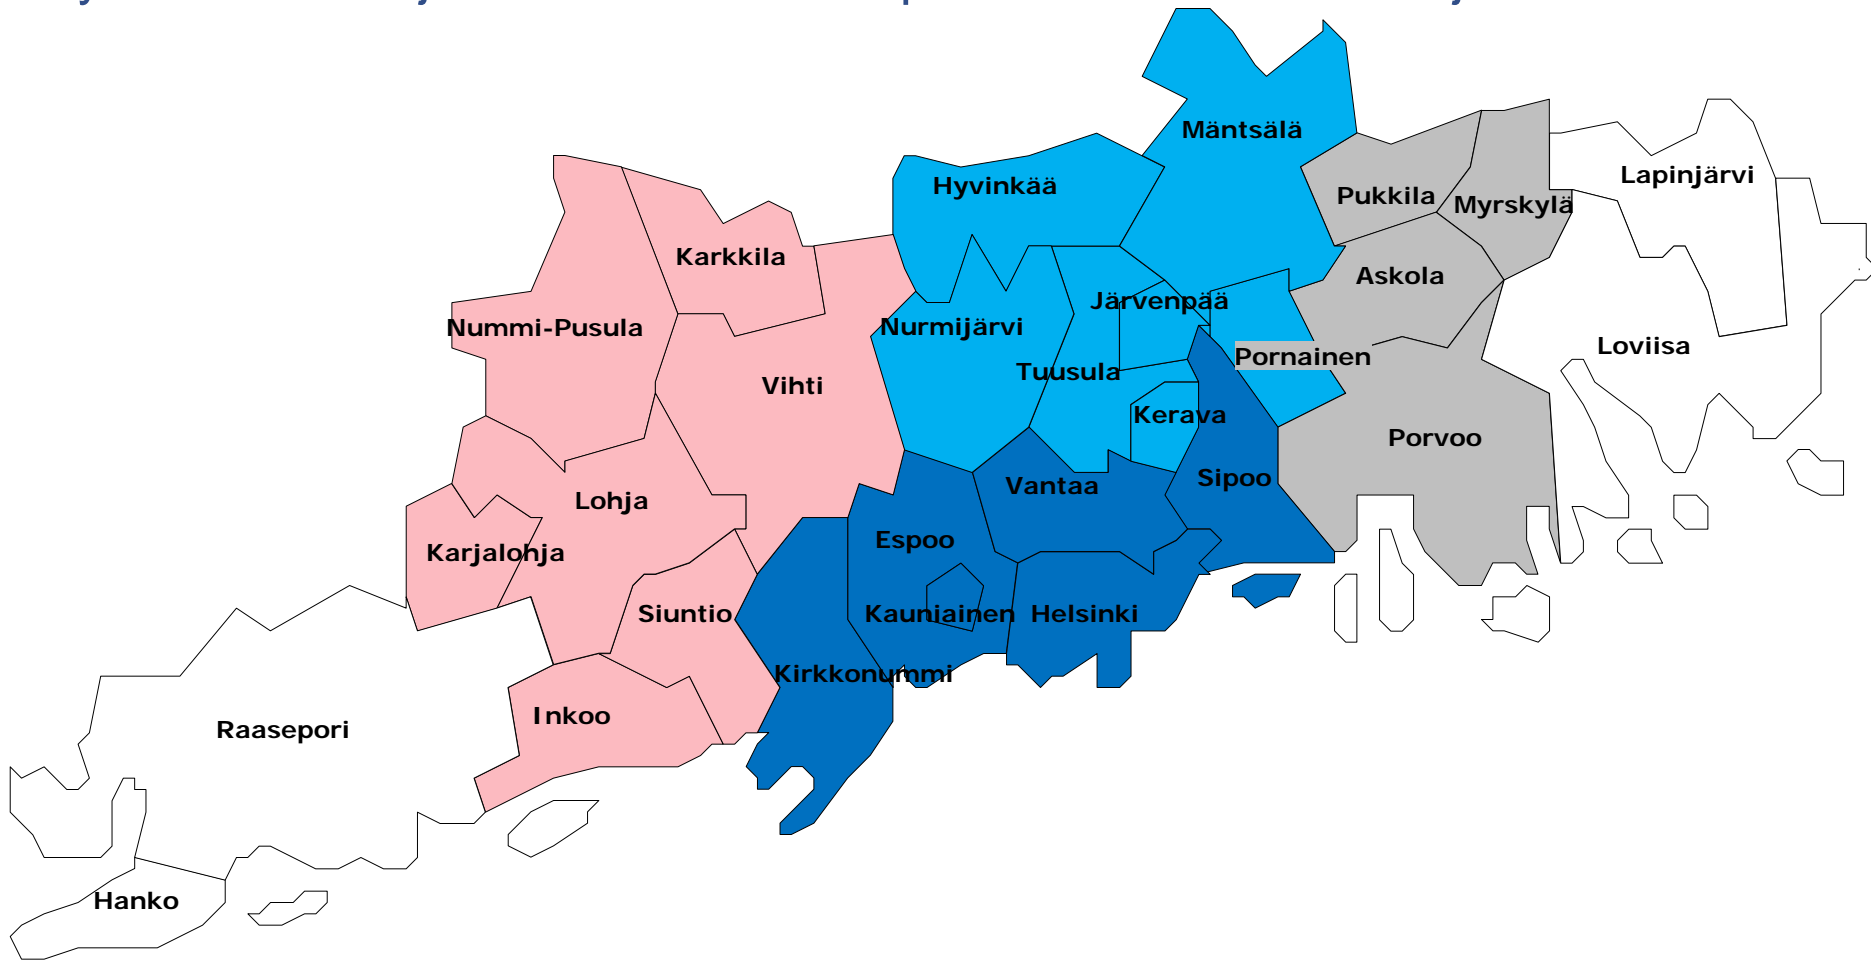 Mäntsälä
Lapinjärvi
Hyvinkää
Pukkila
Myrskylä
Karkkila
Askola
Järvenpää
Nummi-Pusula
Nurmijärvi
Loviisa
Pornainen
Tuusula
Vihti
Kerava
Porvoo
Sipoo
Vantaa
Lohja
Espoo
Karjalohja
Siuntio
Kauniainen
Helsinki
Kirkkonummi
Inkoo
Raasepori
Hanko